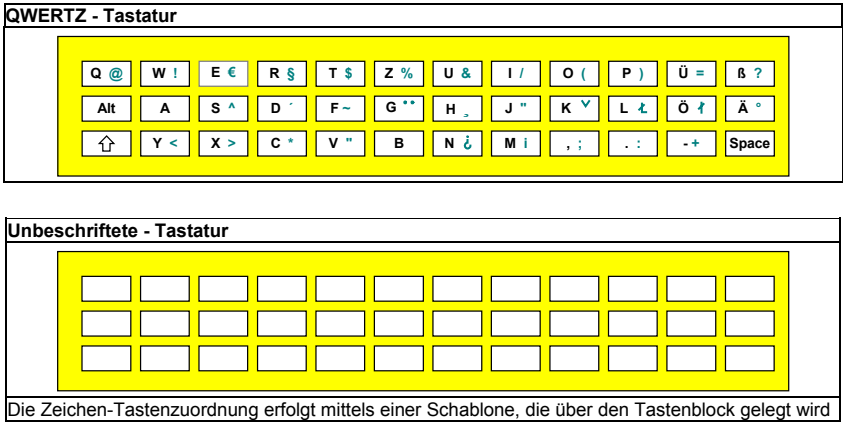 QWERTZ - Tastatur
Q @ W ! E € R § T $ Z % U & I / O ( P ) Ü = ß ?
Alt A S ^ D ´ F ~ G ¨ H ¸ J " K ˇ L Ł Ö ł Ä °
⇧ Y < X > C * V " B N ¿ M ¡ , ; . : - + Space
Unbeschriftete - Tastatur
Die Zeichen-Tastenzuordnung erfolgt mittels einer Schablone, die über den Tastenblock gelegt wird